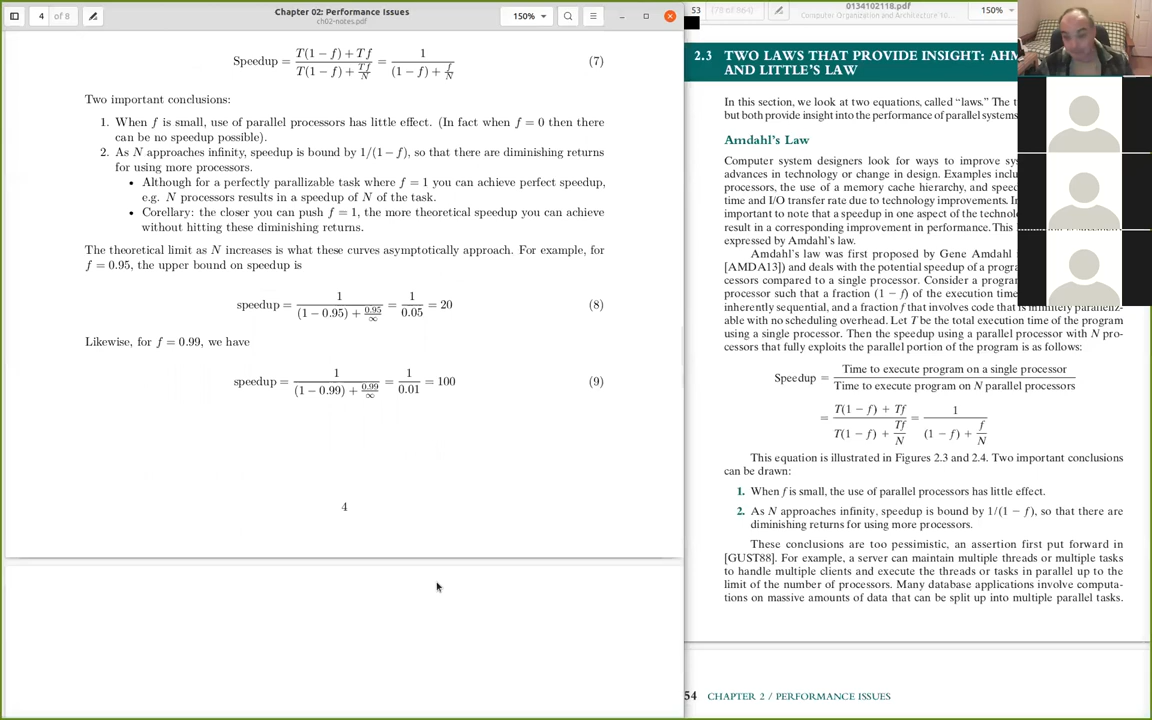 4 of 8
Chapter 02: Performance Issues
ch02-notes.pdf
150%
Speedup = T(1 − f) + Tf / T(1 − f) + Tf/N = 1 / (1 − f) + f/N (7)
Two important conclusions:
1. When f is small, use of parallel processors has little effect. (In fact when f = 0 then there
can be no speedup possible).
2. As N approaches infinity, speedup is bound by 1/(1 − f), so that there are diminishing returns
for using more processors.
• Although for a perfectly parallizable task where f = 1 you can achieve perfect speedup,
e.g. N processors results in a speedup of N of the task.
• Corellary: the closer you can push f = 1, the more theoretical speedup you can achieve
without hitting these diminishing returns.
The theoretical limit as N increases is what these curves asymptotically approach. For example, for
f = 0.95, the upper bound on speedup is
speedup = 1 / (1 − 0.95) + 0.95/∞ = 1/0.05 = 20 (8)
Likewise, for f = 0.99, we have
speedup = 1 / (1 − 0.99) + 0.99/∞ = 1/0.01 = 100 (9)
4
53 (78 of 864)
0134102118.pdf
Computer Organization and Architecture 10...
150%
2.3 TWO LAWS THAT PROVIDE INSIGHT: AHM
AND LITTLE'S LAW
In this section, we look at two equations, called “laws.” The t
but both provide insight into the performance of parallel systems
Amdahl's Law
Computer system designers look for ways to improve sys
advances in technology or change in design. Examples inclu
processors, the use of a memory cache hierarchy, and speed
time and I/O transfer rate due to technology improvements. In
important to note that a speedup in one aspect of the technol
result in a corresponding improvement in performance. This
expressed by Amdahl's law.
Amdahl's law was first proposed by Gene Amdahl
[AMDA13]) and deals with the potential speedup of a progra
cessors compared to a single processor. Consider a program
processor such that a fraction (1 − f) of the execution time
inherently sequential, and a fraction f that involves code that is infinitely paralleliz-
able with no scheduling overhead. Let T be the total execution time of the program
using a single processor. Then the speedup using a parallel processor with N pro-
cessors that fully exploits the parallel portion of the program is as follows:
Speedup = Time to execute program on a single processor / Time to execute program on N parallel processors
= T(1 − f) + Tf / T(1 − f) + Tf/N = 1 / (1 − f) + f/N
This equation is illustrated in Figures 2.3 and 2.4. Two important conclusions
can be drawn:
1. When f is small, the use of parallel processors has little effect.
2. As N approaches infinity, speedup is bound by 1/(1 − f), so that there are
diminishing returns for using more processors.
These conclusions are too pessimistic, an assertion first put forward in
[GUST88]. For example, a server can maintain multiple threads or multiple tasks
to handle multiple clients and execute the threads or tasks in parallel up to the
limit of the number of processors. Many database applications involve computa-
tions on massive amounts of data that can be split up into multiple parallel tasks.
54 CHAPTER 2 / PERFORMANCE ISSUES